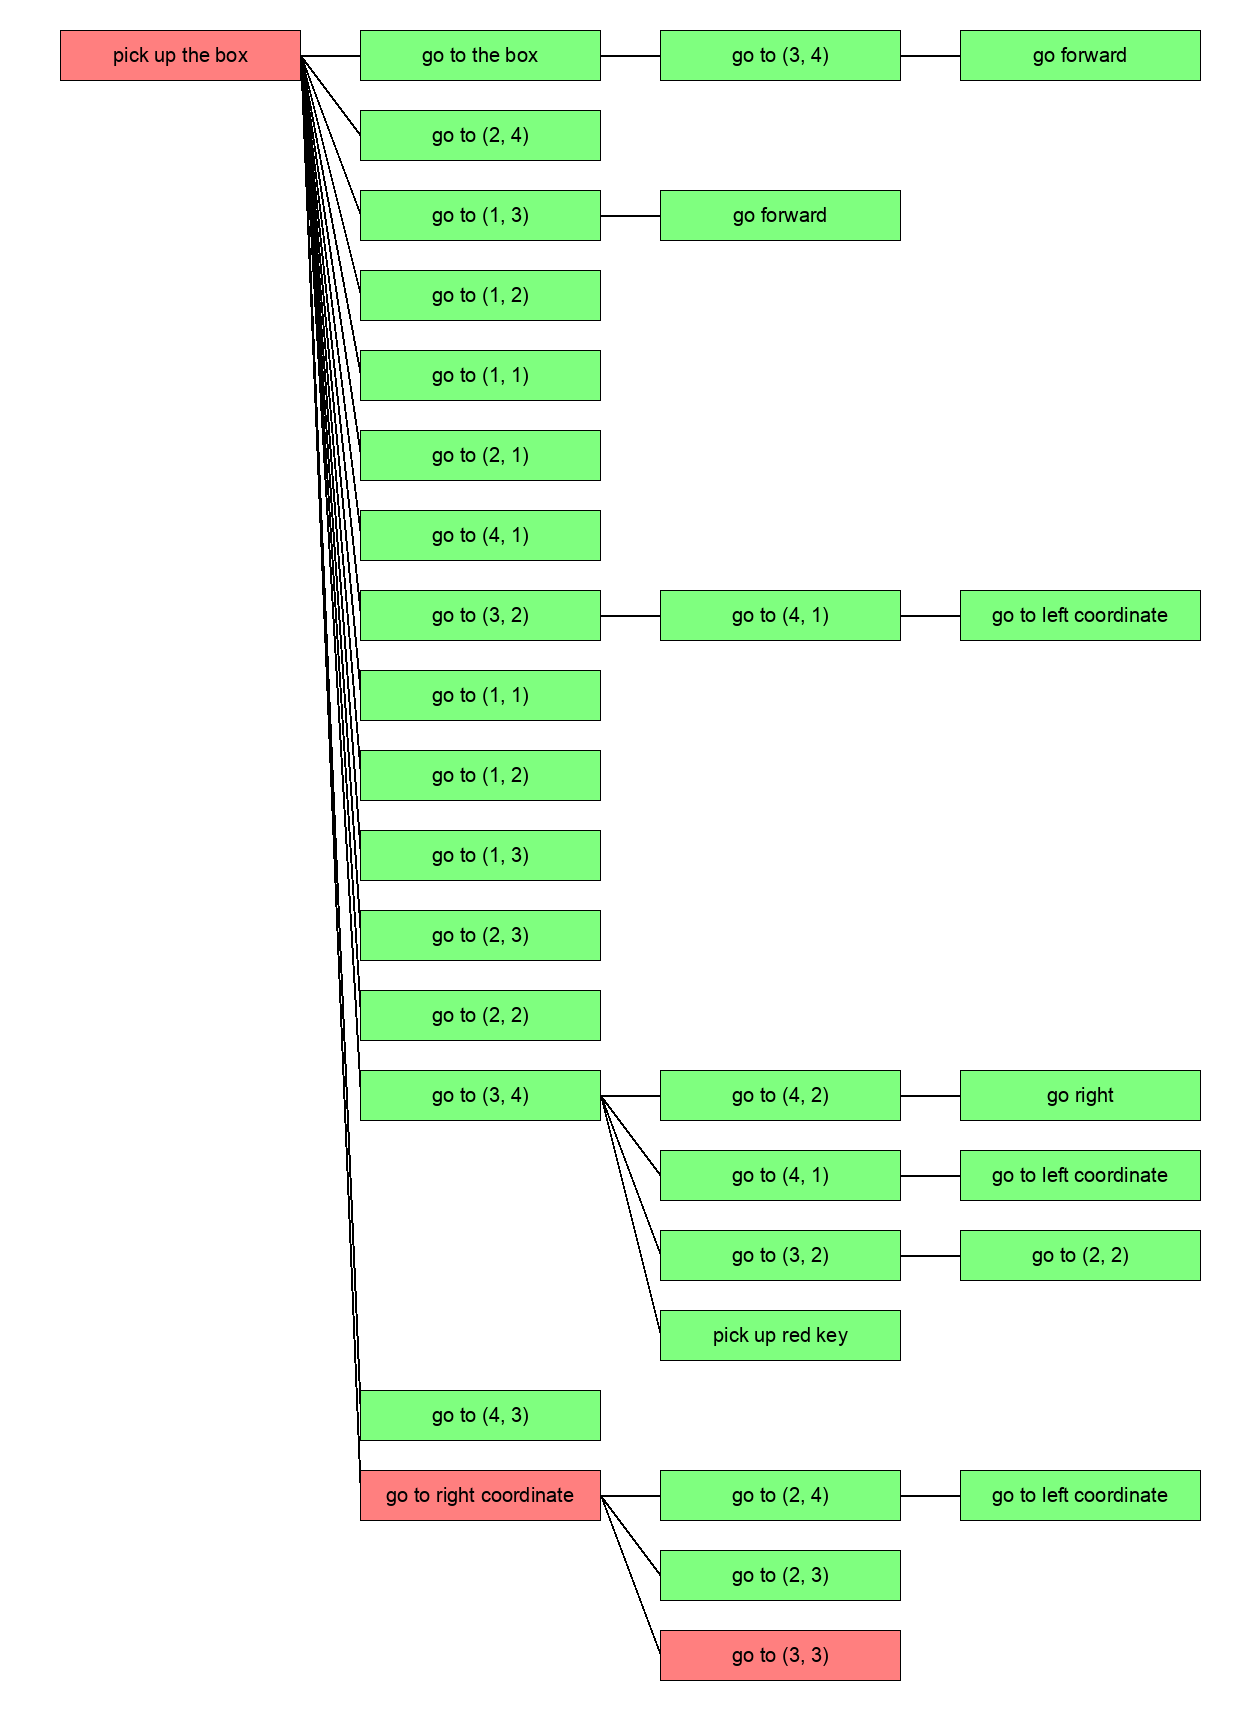 pick up the box
go to the box
go to (3, 4)
go forward
go to (2, 4)
go to (1, 3)
go forward
go to (1, 2)
go to (1, 1)
go to (2, 1)
go to (4, 1)
go to (3, 2)
go to (4, 1)
go to left coordinate
go to (1, 1)
go to (1, 2)
go to (1, 3)
go to (2, 3)
go to (2, 2)
go to (3, 4)
go to (4, 2)
go right
go to (4, 1)
go to left coordinate
go to (3, 2)
go to (2, 2)
pick up red key
go to (4, 3)
go to right coordinate
go to (2, 4)
go to left coordinate
go to (2, 3)
go to (3, 3)